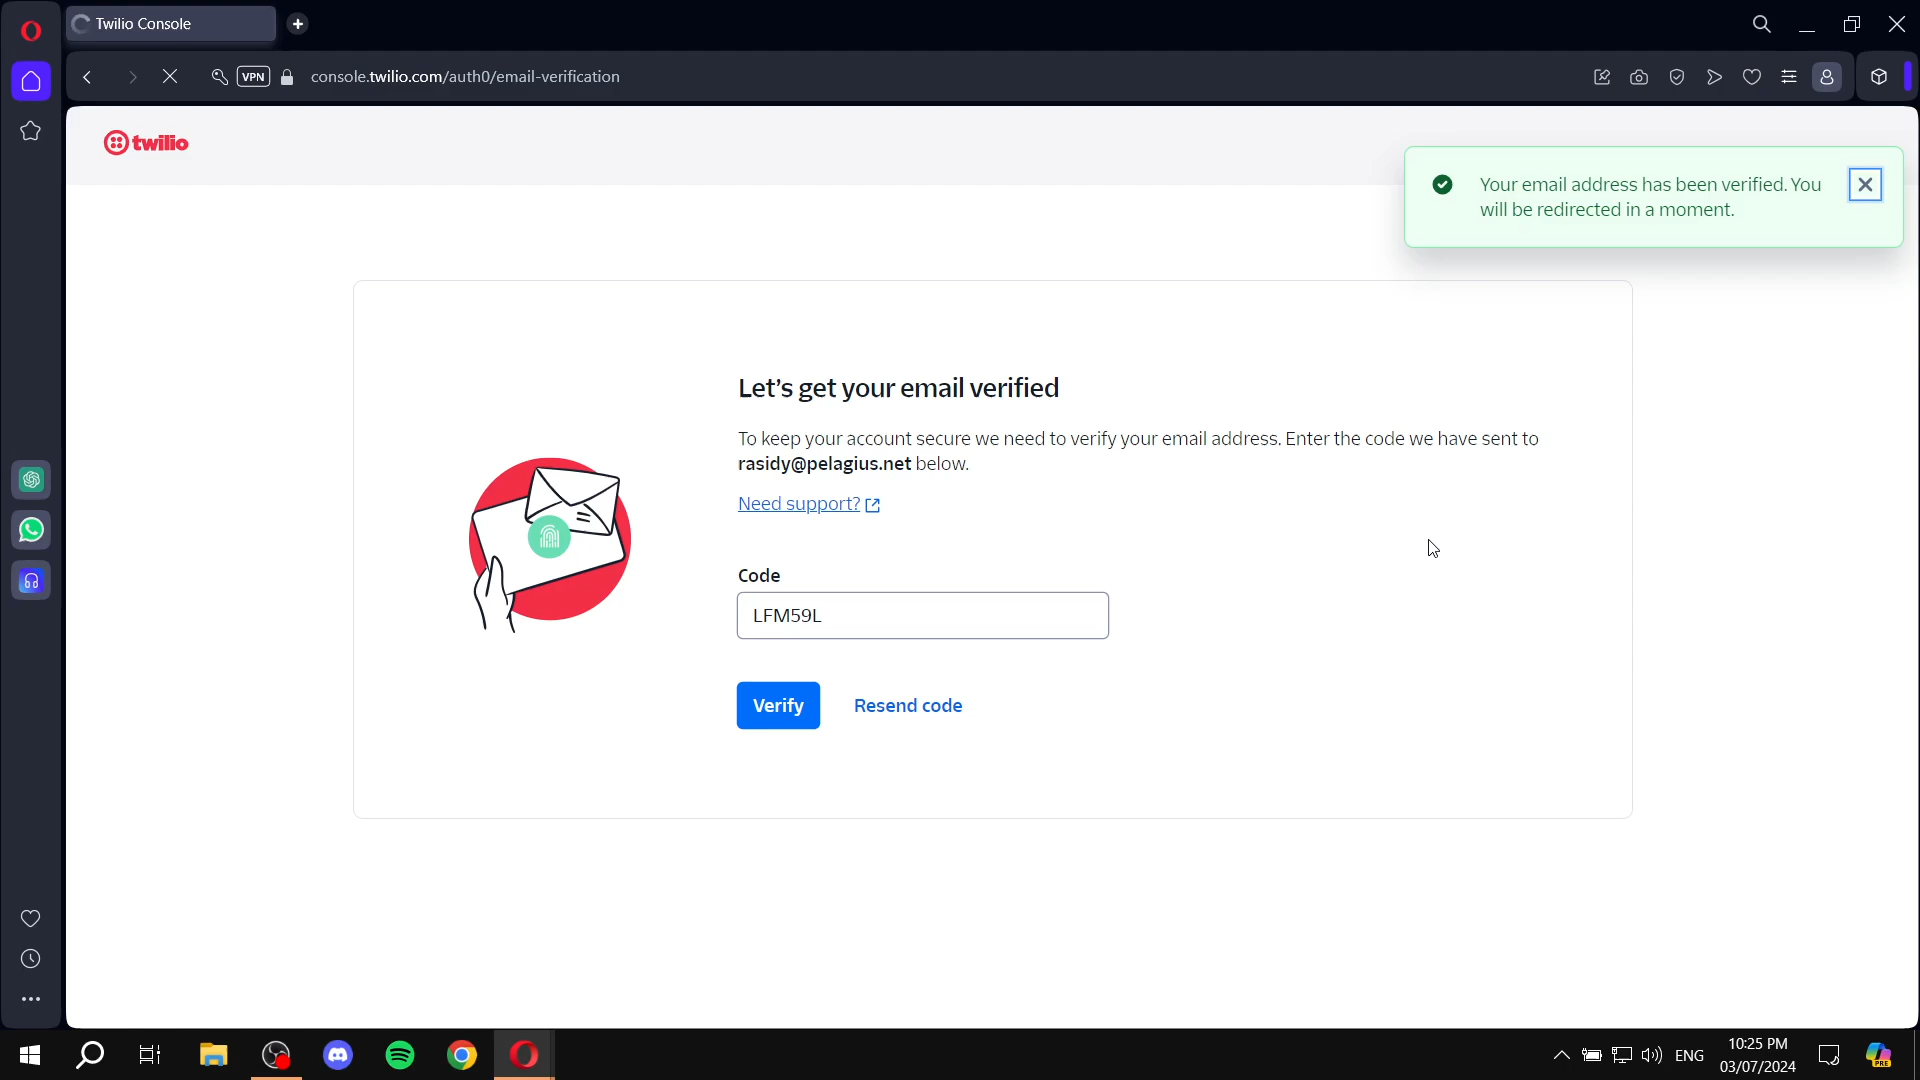 Twilio Console
VPN
console.twilio.com/auth0/email-verification
twilio
Your email address has been verified. You
will be redirected in a moment.
Let's get your email verified
To keep your account secure we need to verify your email address. Enter the code we have sent to
rasidy@pelagius.net below.
Need support?
Code
LFM59L
Verify
Resend code
ENG
10:25 PM
03/07/2024
PRE